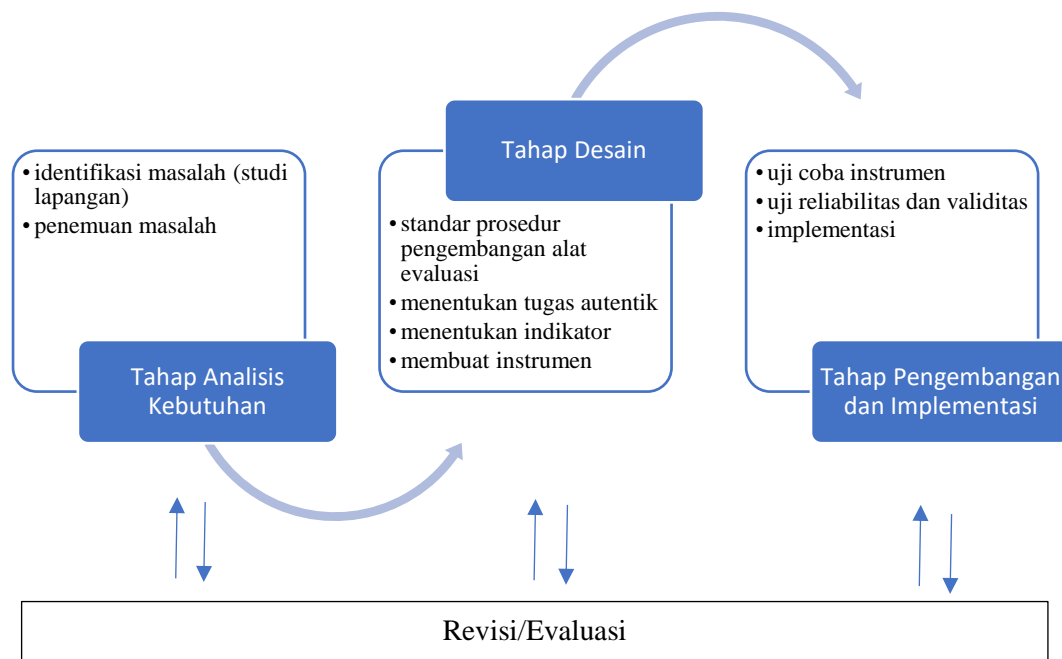 • identifikasi masalah (studi
lapangan)
• penemuan masalah
Tahap Analisis
Kebutuhan
Tahap Desain
• standar prosedur
pengembangan alat
evaluasi
• menentukan tugas autentik
• menentukan indikator
• membuat instrumen
• uji coba instrumen
• uji reliabilitas dan validitas
• implementasi
Tahap Pengembangan
dan Implementasi
Revisi/Evaluasi